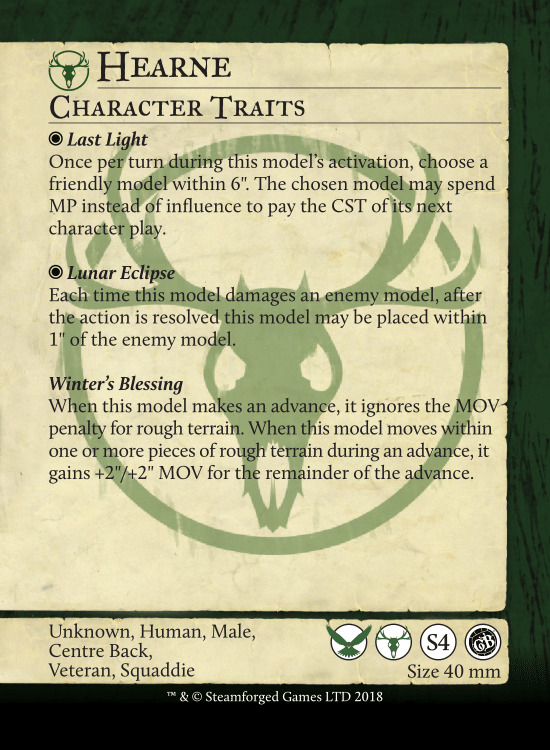 Hearne
Character Traits
◉ Last Light
Once per turn during this model's activation, choose a
friendly model within 6". The chosen model may spend
MP instead of influence to pay the CST of its next
character play.
◉ Lunar Eclipse
Each time this model damages an enemy model, after
the action is resolved this model may be placed within
1" of the enemy model.
Winter's Blessing
When this model makes an advance, it ignores the MOV
penalty for rough terrain. When this model moves within
one or more pieces of rough terrain during an advance, it
gains +2"/+2" MOV for the remainder of the advance.
Unknown, Human, Male,
Centre Back,
Veteran, Squaddie
S4
GB
Size 40 mm
™ & © Steamforged Games LTD 2018